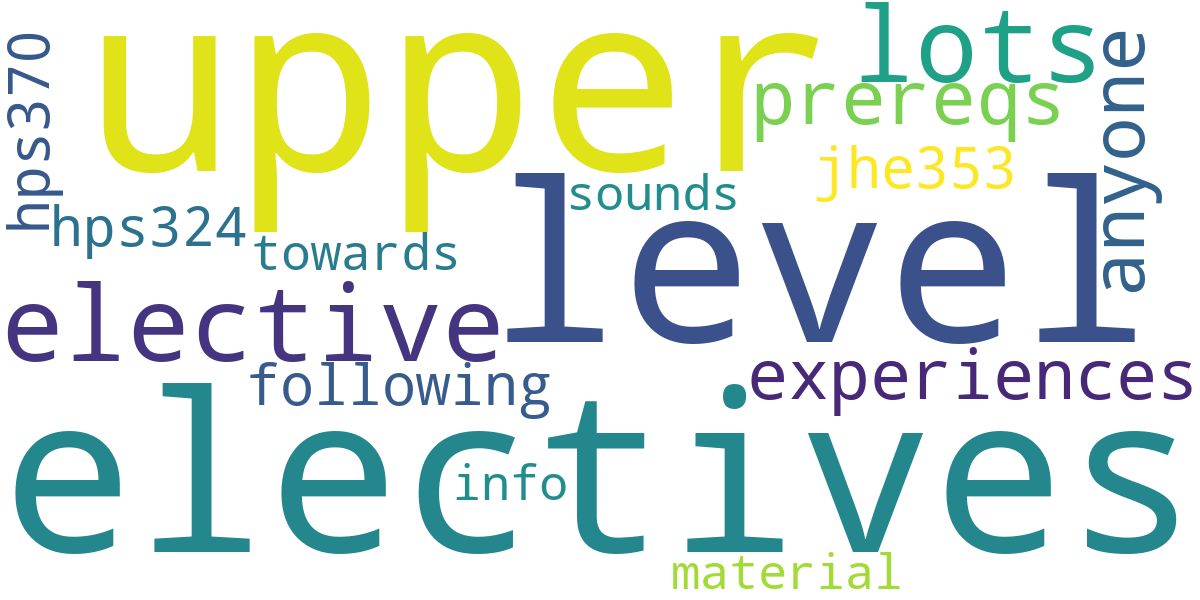 upper
lots
hps370
prereqs
anyone
jhe353
sounds
level
hps324
towards
elective
following
experiences
electives
info
material